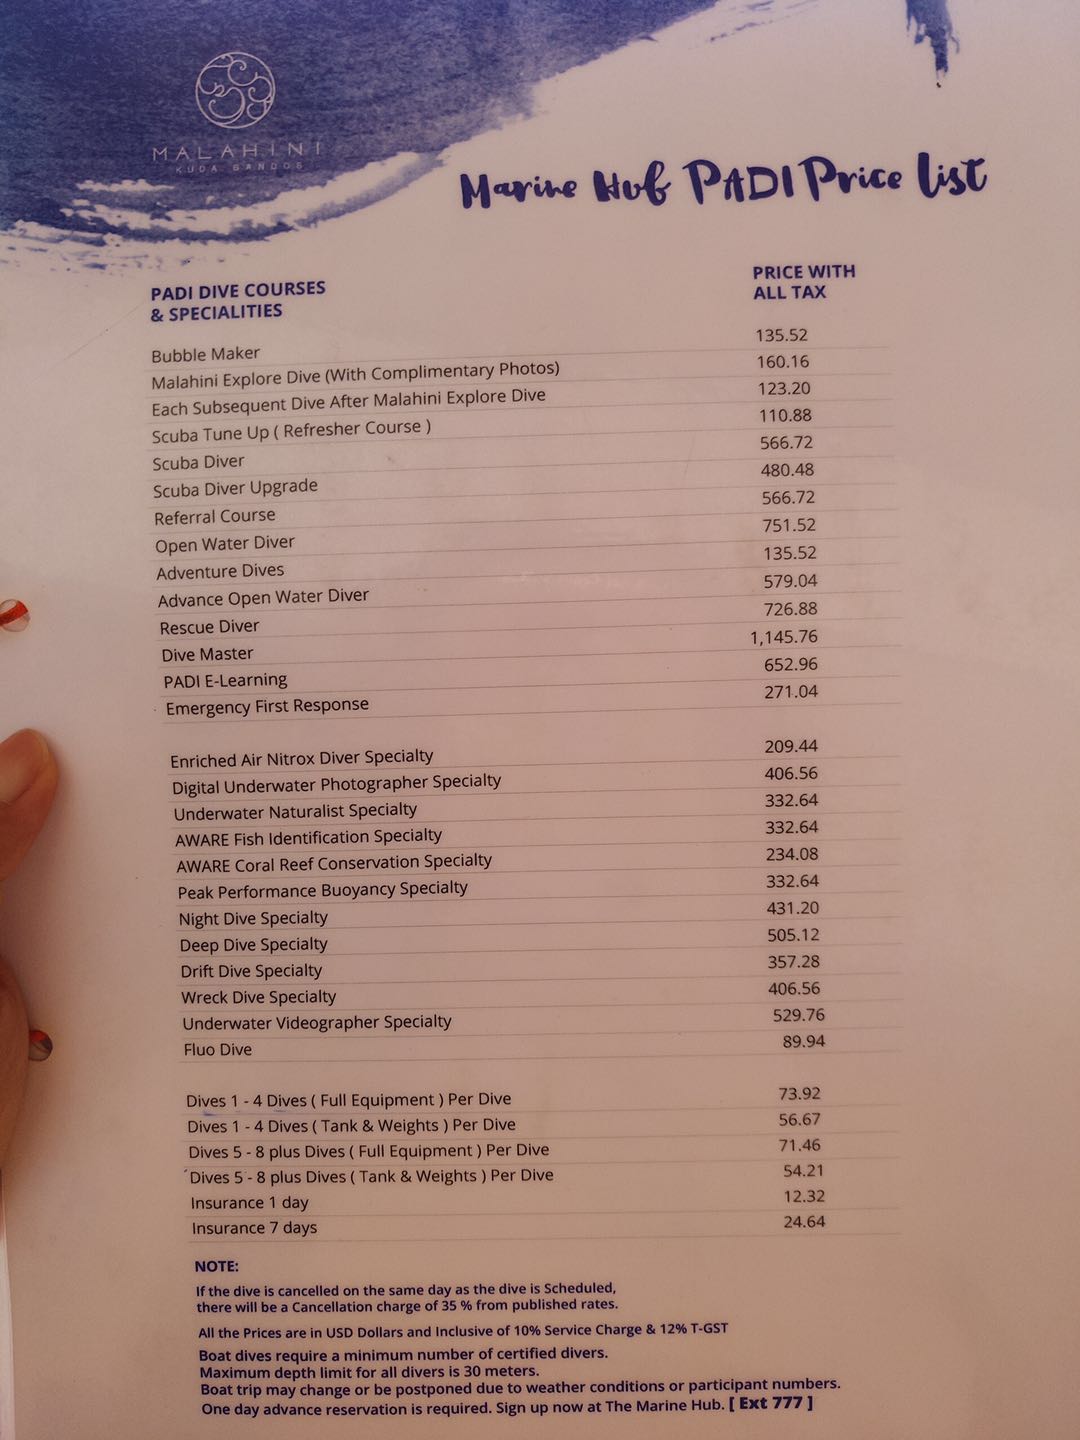 MALAHINI
KUDA BANDOS
Marine Hub PADI Price List
PADI DIVE COURSES
& SPECIALITIES
PRICE WITH
ALL TAX
Bubble Maker 135.52
Malahini Explore Dive (With Complimentary Photos) 160.16
Each Subsequent Dive After Malahini Explore Dive 123.20
Scuba Tune Up ( Refresher Course ) 110.88
Scuba Diver 566.72
Scuba Diver Upgrade 480.48
Referral Course 566.72
Open Water Diver 751.52
Adventure Dives 135.52
Advance Open Water Diver 579.04
Rescue Diver 726.88
Dive Master 1,145.76
PADI E-Learning 652.96
Emergency First Response 271.04
Enriched Air Nitrox Diver Specialty 209.44
Digital Underwater Photographer Specialty 406.56
Underwater Naturalist Specialty 332.64
AWARE Fish Identification Specialty 332.64
AWARE Coral Reef Conservation Specialty 234.08
Peak Performance Buoyancy Specialty 332.64
Night Dive Specialty 431.20
Deep Dive Specialty 505.12
Drift Dive Specialty 357.28
Wreck Dive Specialty 406.56
Underwater Videographer Specialty 529.76
Fluo Dive 89.94
Dives 1 - 4 Dives ( Full Equipment ) Per Dive 73.92
Dives 1 - 4 Dives ( Tank & Weights ) Per Dive 56.67
Dives 5 - 8 plus Dives ( Full Equipment ) Per Dive 71.46
Dives 5 - 8 plus Dives ( Tank & Weights ) Per Dive 54.21
Insurance 1 day 12.32
Insurance 7 days 24.64
NOTE:
If the dive is cancelled on the same day as the dive is Scheduled,
there will be a Cancellation charge of 35 % from published rates.
All the Prices are in USD Dollars and Inclusive of 10% Service Charge & 12% T-GST
Boat dives require a minimum number of certified divers.
Maximum depth limit for all divers is 30 meters.
Boat trip may change or be postponed due to weather conditions or participant numbers.
One day advance reservation is required. Sign up now at The Marine Hub. [ Ext 777 ]